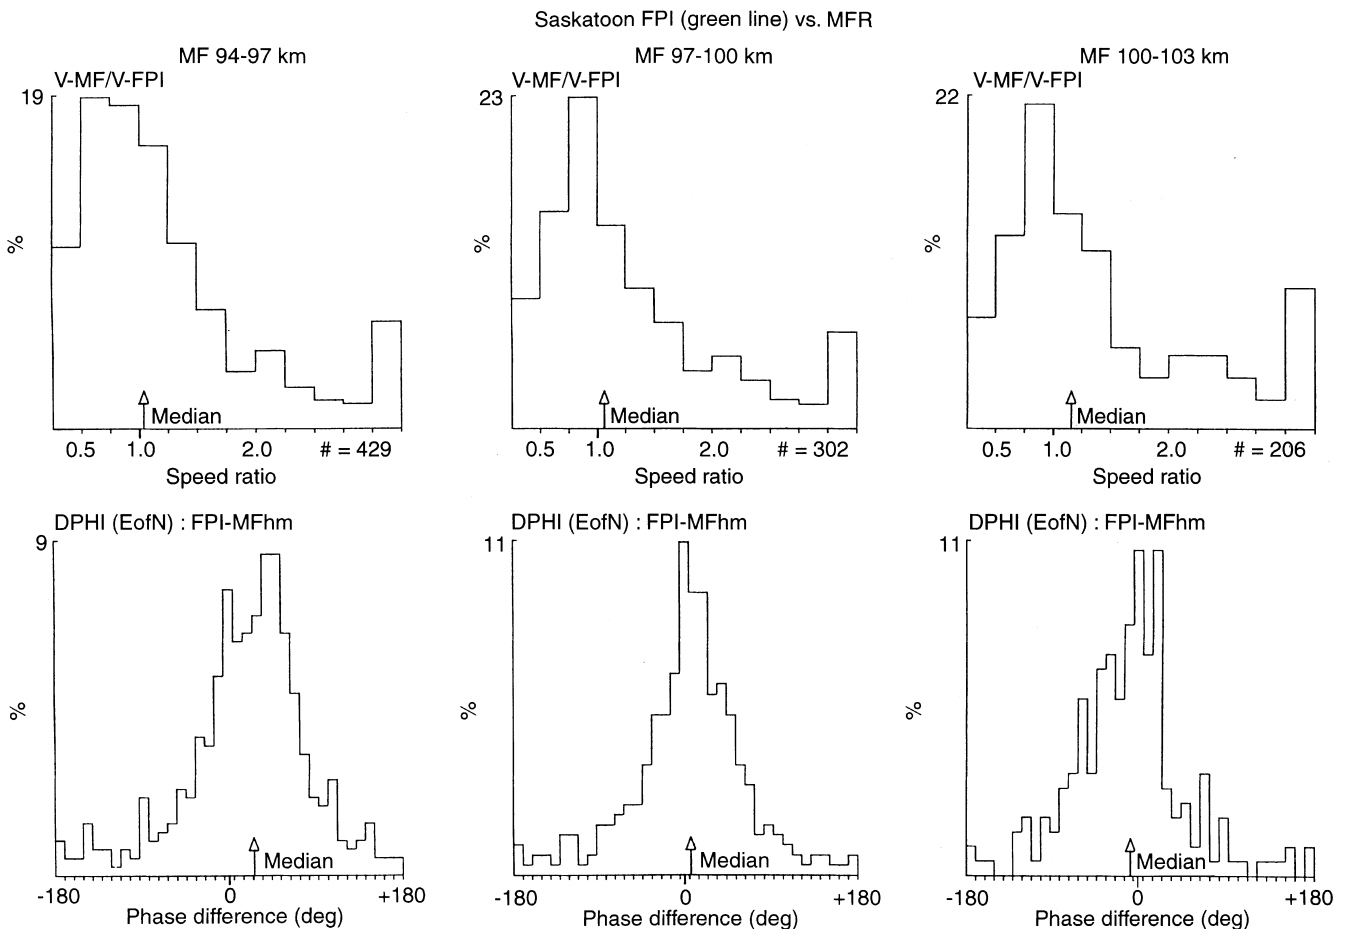 Saskatoon FPI (green line) vs. MFR
MF 94-97 km
MF 97-100 km
MF 100-103 km
V-MF/V-FPI
V-MF/V-FPI
V-MF/V-FPI
19
23
22
%
%
%
Median
Median
Median
0.5 1.0 2.0 # = 429
0.5 1.0 2.0 # = 302
0.5 1.0 2.0 # = 206
Speed ratio
Speed ratio
Speed ratio
DPHI (EofN) : FPI-MFhm
DPHI (EofN) : FPI-MFhm
DPHI (EofN) : FPI-MFhm
9
11
11
%
%
%
Median
Median
Median
-180 0 +180
-180 0 +180
-180 0 +180
Phase difference (deg)
Phase difference (deg)
Phase difference (deg)